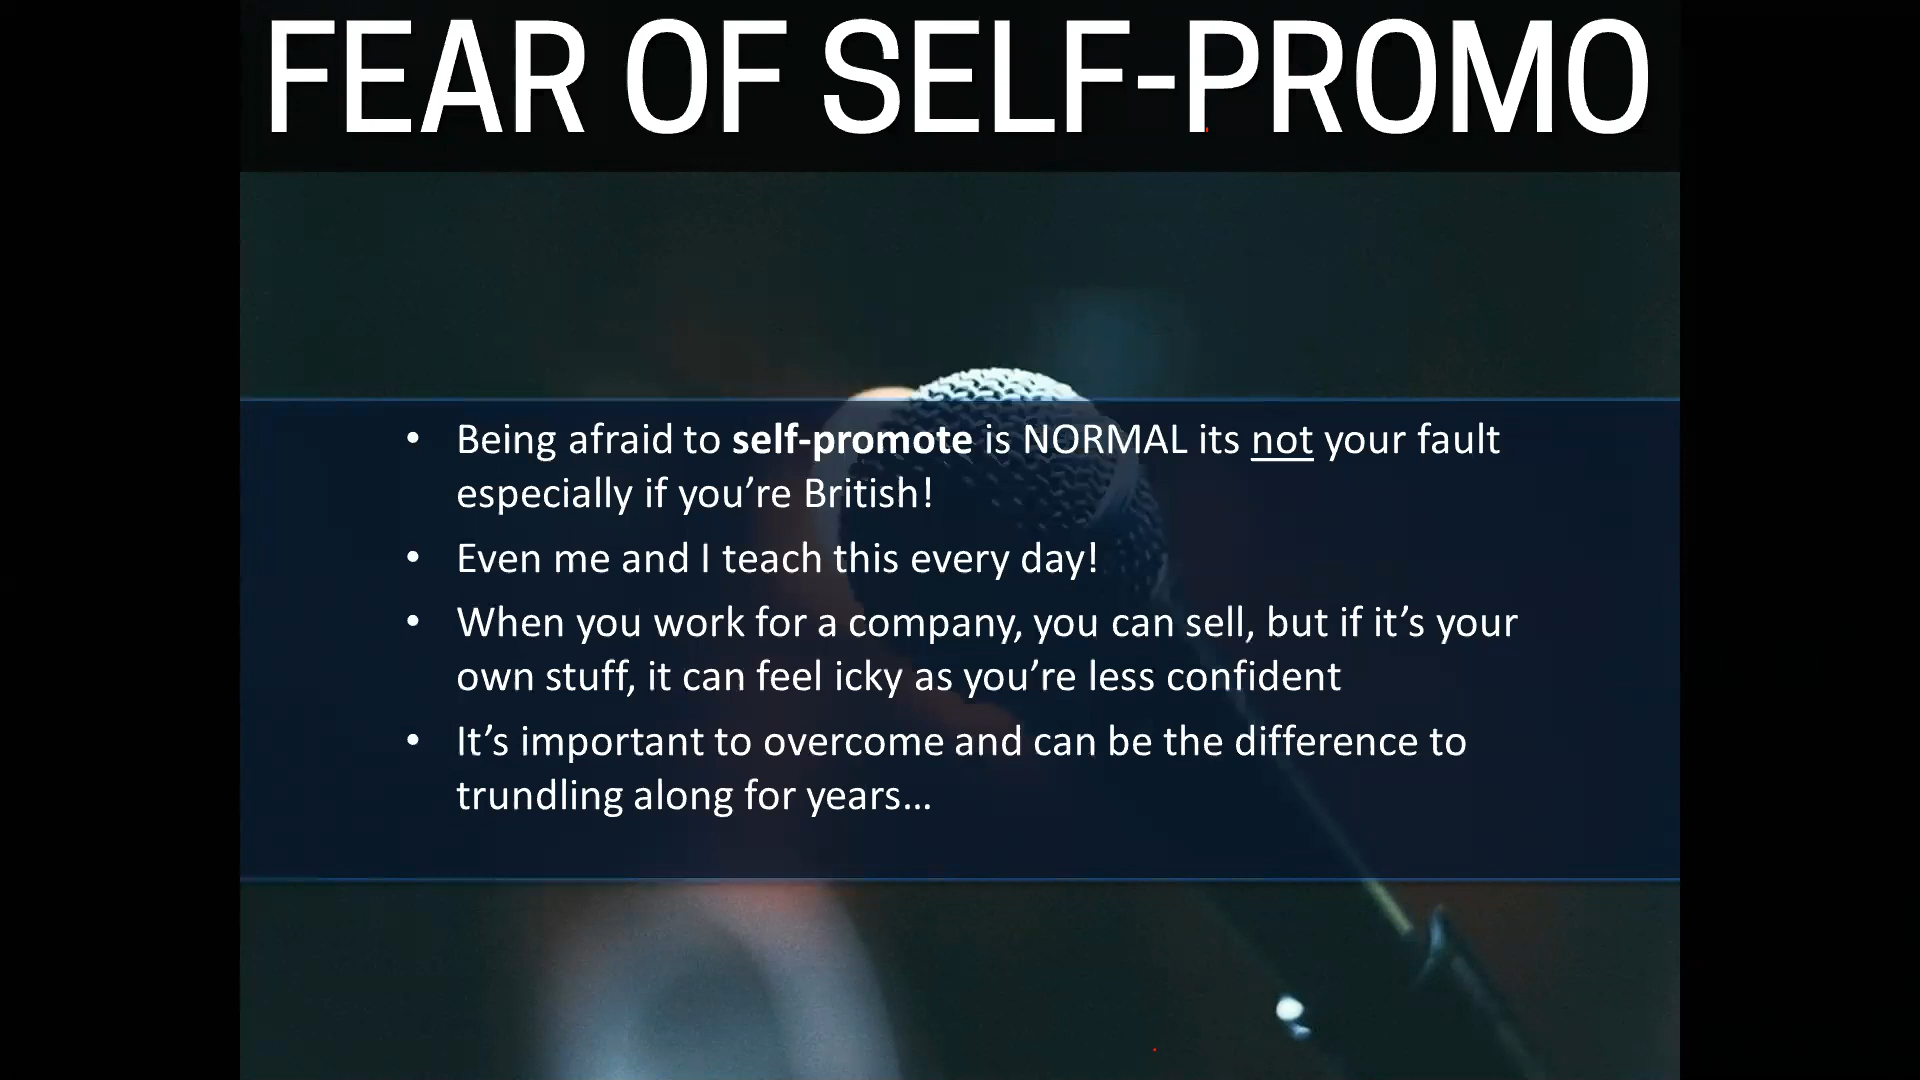 FEAR OF SELF-PROMO
• Being afraid to self-promote is NORMAL its not your fault
especially if you’re British!
• Even me and I teach this every day!
• When you work for a company, you can sell, but if it’s your
own stuff, it can feel icky as you’re less confident
• It’s important to overcome and can be the difference to
trundling along for years…